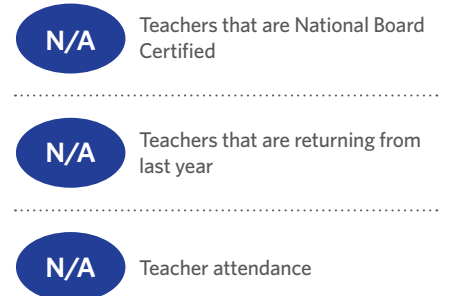 N/A
Teachers that are National Board
Certified
N/A
Teachers that are returning from
last year
N/A
Teacher attendance